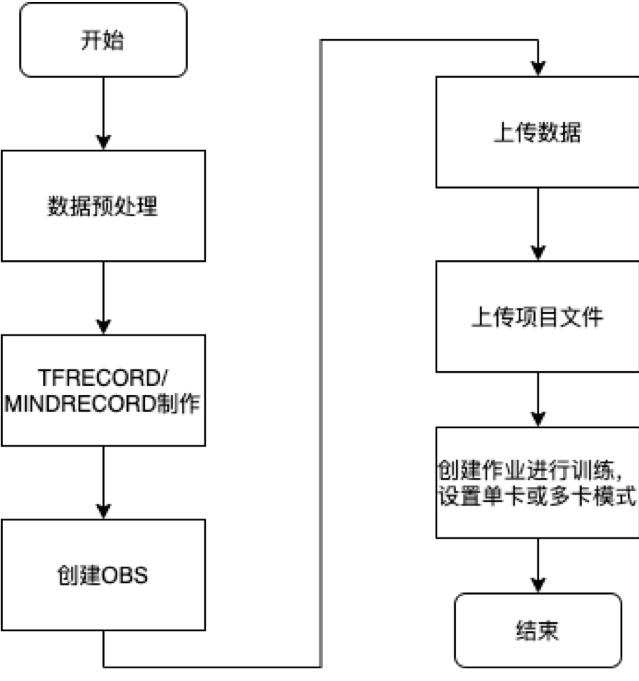 开始
数据预处理
TFRECORD/
MINDRECORD制作
创建OBS
上传数据
上传项目文件
创建作业进行训练，
设置单卡或多卡模式
结束